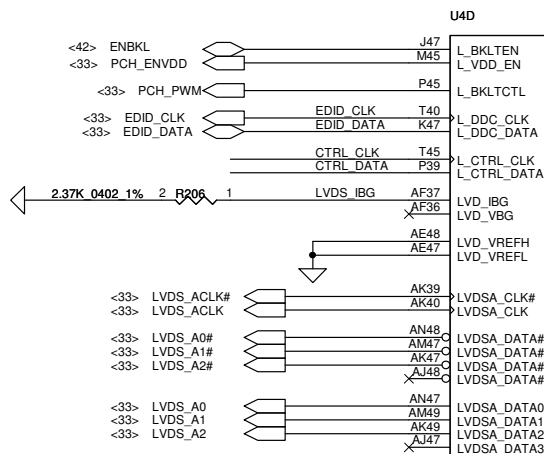 U4D
<42> ENBKL J47 L_BKLTEN
<33> PCH_ENVDD M45 L_VDD_EN
<33> PCH_PWM P45 L_BKLTCTL
<33> EDID_CLK EDID_CLK T40 L_DDC_CLK
<33> EDID_DATA EDID_DATA K47 L_DDC_DATA
CTRL_CLK T45 L_CTRL_CLK
CTRL_DATA P39 L_CTRL_DATA
2.37K_0402_1% 2 R206 1 LVDS_IBG AF37 LVD_IBG
AF36 LVD_VBG
AE48 LVD_VREFH
AE47 LVD_VREFL
<33> LVDS_ACLK# AK39 LVDSA_CLK#
<33> LVDS_ACLK AK40 LVDSA_CLK
<33> LVDS_A0# AN48 LVDSA_DATA#
<33> LVDS_A1# AM47 LVDSA_DATA#
<33> LVDS_A2# AK47 LVDSA_DATA#
AJ48 LVDSA_DATA#
<33> LVDS_A0 AN47 LVDSA_DATA0
<33> LVDS_A1 AM49 LVDSA_DATA1
<33> LVDS_A2 AK49 LVDSA_DATA2
AJ47 LVDSA_DATA3